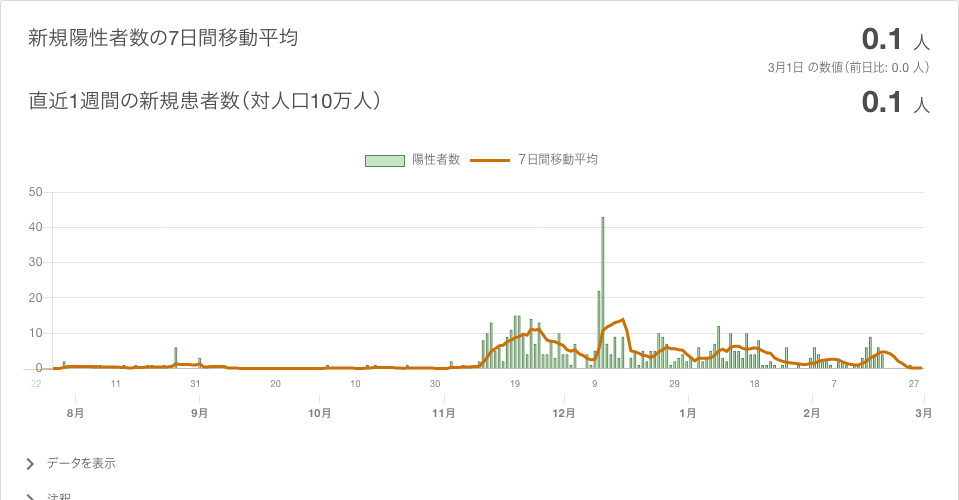 新規陽性者数の7日間移動平均
0.1 人
3月1日 の数値（前日比: 0.0 人）
直近1週間の新規患者数（対人口10万人）
0.1 人
陽性者数 7日間移動平均
50
40
30
20
10
0
22 11 31 20 10 30 19 9 29 18 7 27
8月 9月 10月 11月 12月 1月 2月 3月
データを表示
注釈